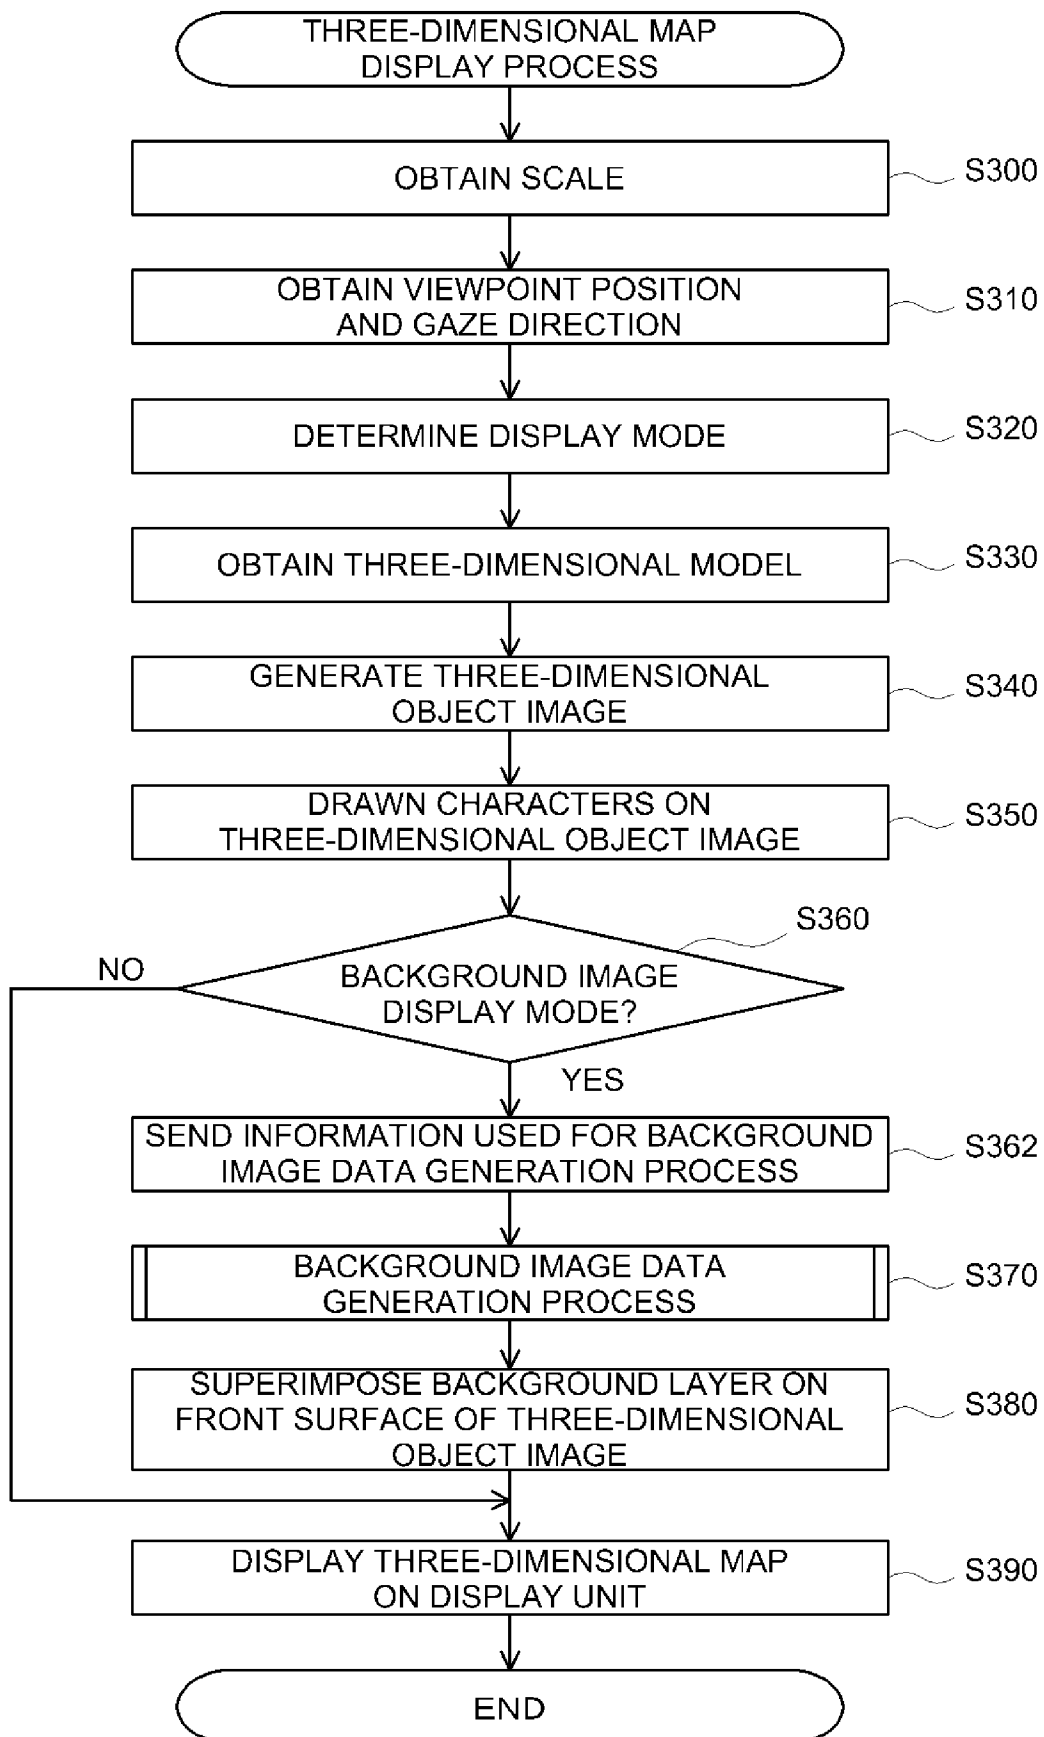 THREE-DIMENSIONAL MAP
DISPLAY PROCESS
OBTAIN SCALE
S300
OBTAIN VIEWPOINT POSITION
AND GAZE DIRECTION
S310
DETERMINE DISPLAY MODE
S320
OBTAIN THREE-DIMENSIONAL MODEL
S330
GENERATE THREE-DIMENSIONAL
OBJECT IMAGE
S340
DRAWN CHARACTERS ON
THREE-DIMENSIONAL OBJECT IMAGE
S350
S360
NO
BACKGROUND IMAGE
DISPLAY MODE?
YES
SEND INFORMATION USED FOR BACKGROUND
IMAGE DATA GENERATION PROCESS
S362
BACKGROUND IMAGE DATA
GENERATION PROCESS
S370
SUPERIMPOSE BACKGROUND LAYER ON
FRONT SURFACE OF THREE-DIMENSIONAL
OBJECT IMAGE
S380
DISPLAY THREE-DIMENSIONAL MAP
ON DISPLAY UNIT
S390
END